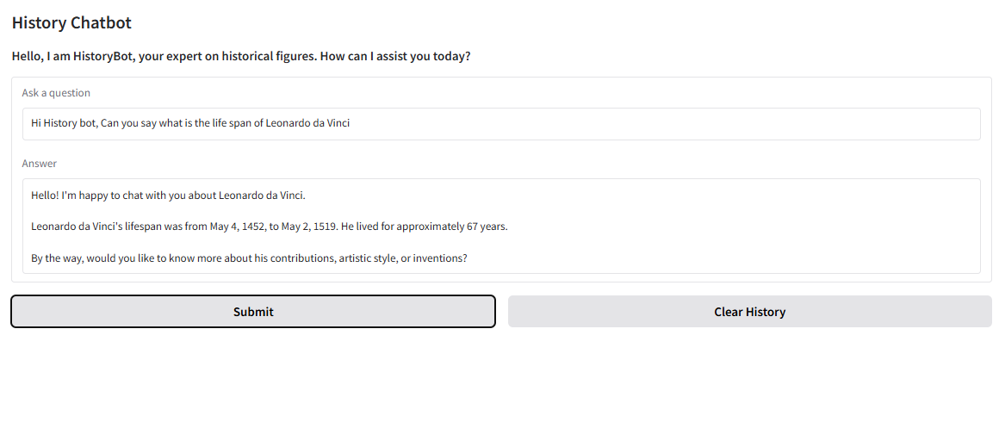 History Chatbot
Hello, I am HistoryBot, your expert on historical figures. How can I assist you today?
Ask a question
Hi History bot, Can you say what is the life span of Leonardo da Vinci
Answer
Hello! I'm happy to chat with you about Leonardo da Vinci.
Leonardo da Vinci's lifespan was from May 4, 1452, to May 2, 1519. He lived for approximately 67 years.
By the way, would you like to know more about his contributions, artistic style, or inventions?
Submit
Clear History